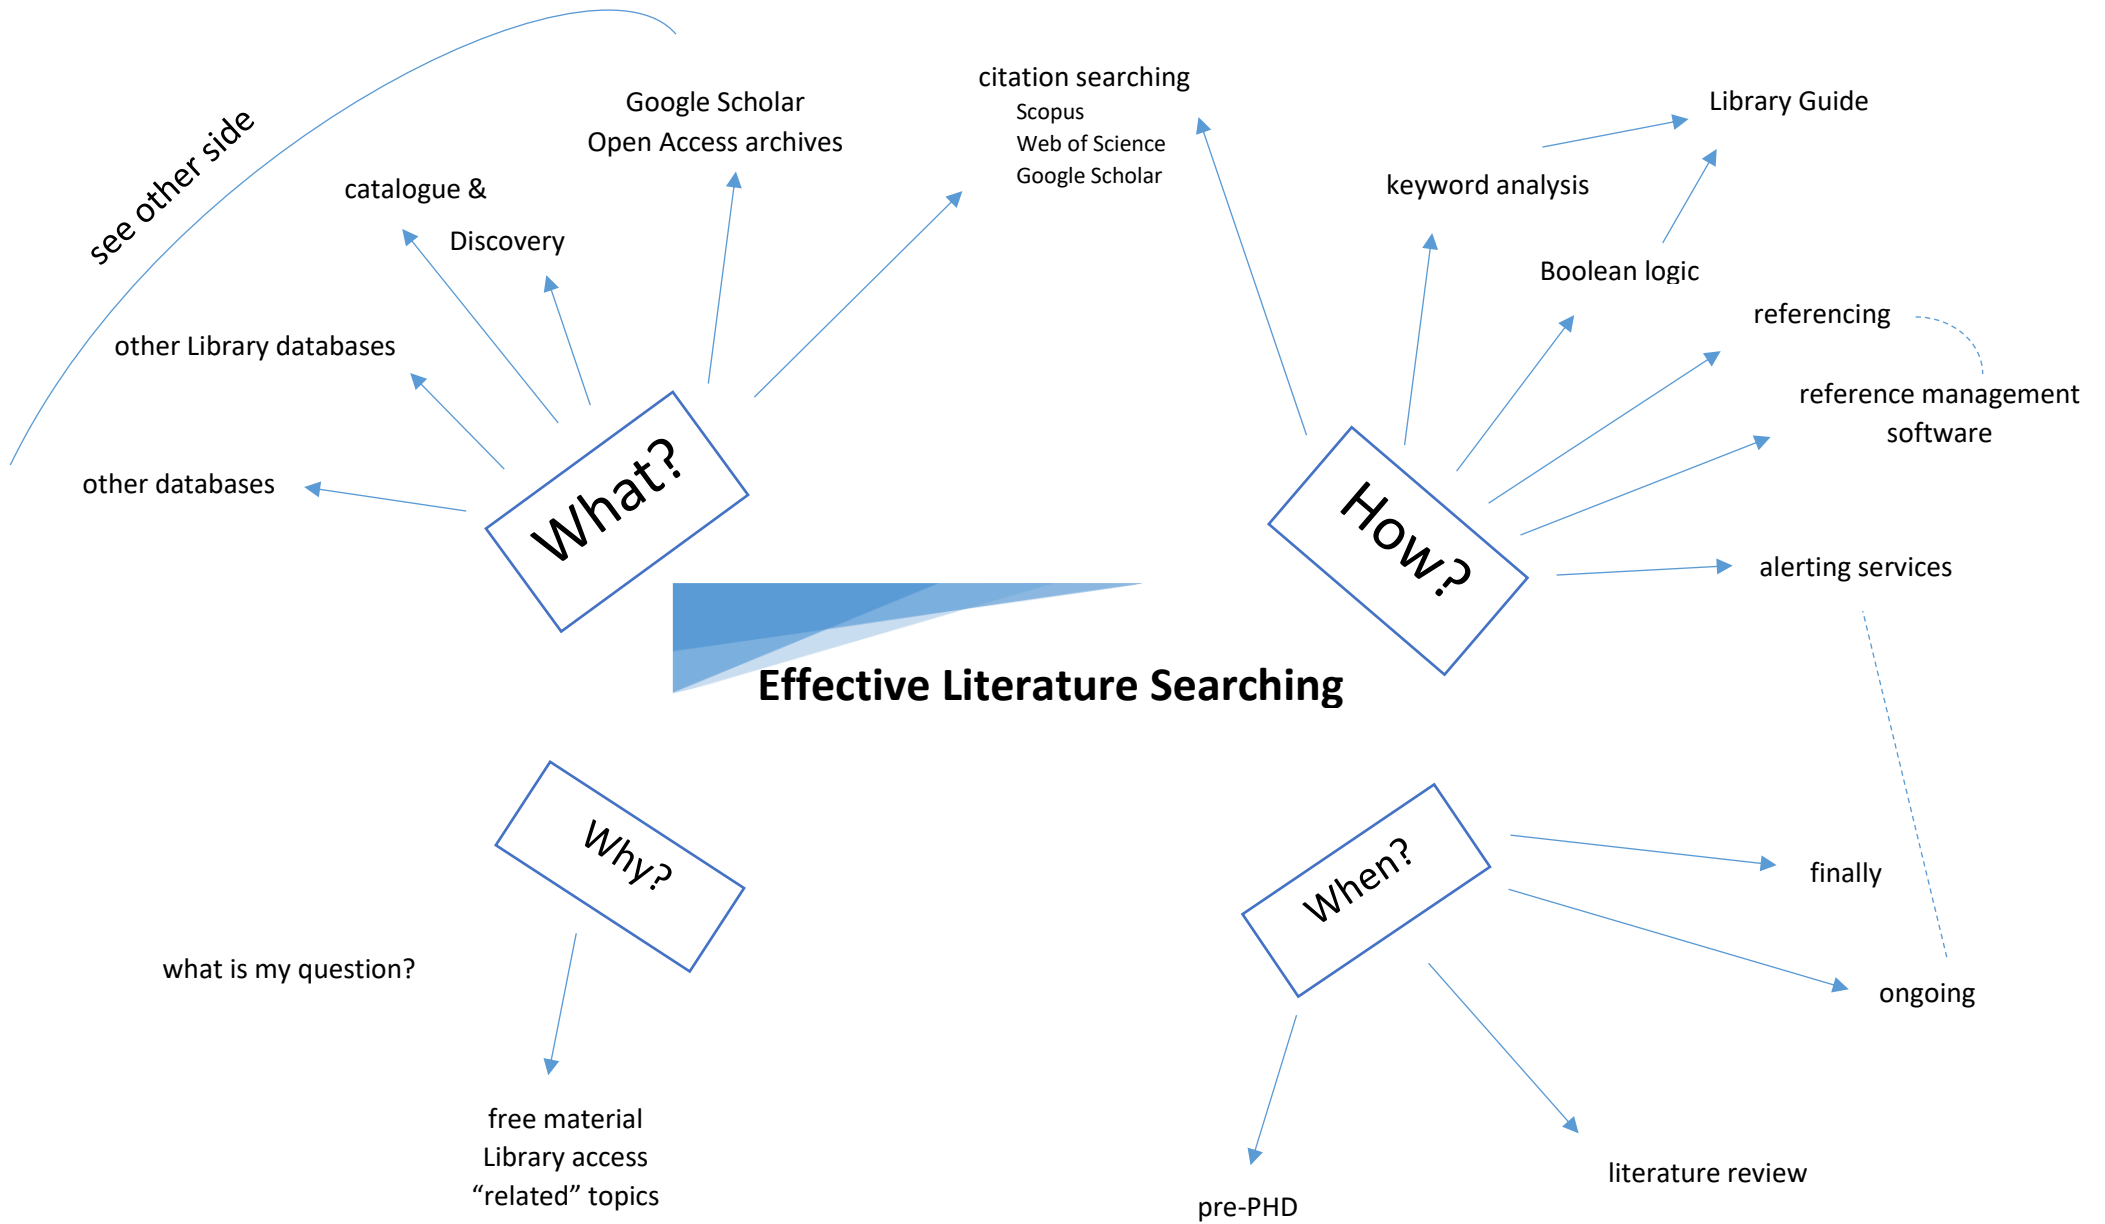 see other side
Google Scholar
Open Access archives
catalogue &
Discovery
other Library databases
other databases
What?
citation searching
Scopus
Web of Science
Google Scholar
Library Guide
keyword analysis
Boolean logic
referencing
reference management
software
alerting services
How?
Effective Literature Searching
Why?
what is my question?
free material
Library access
“related” topics
When?
finally
ongoing
literature review
pre-PHD